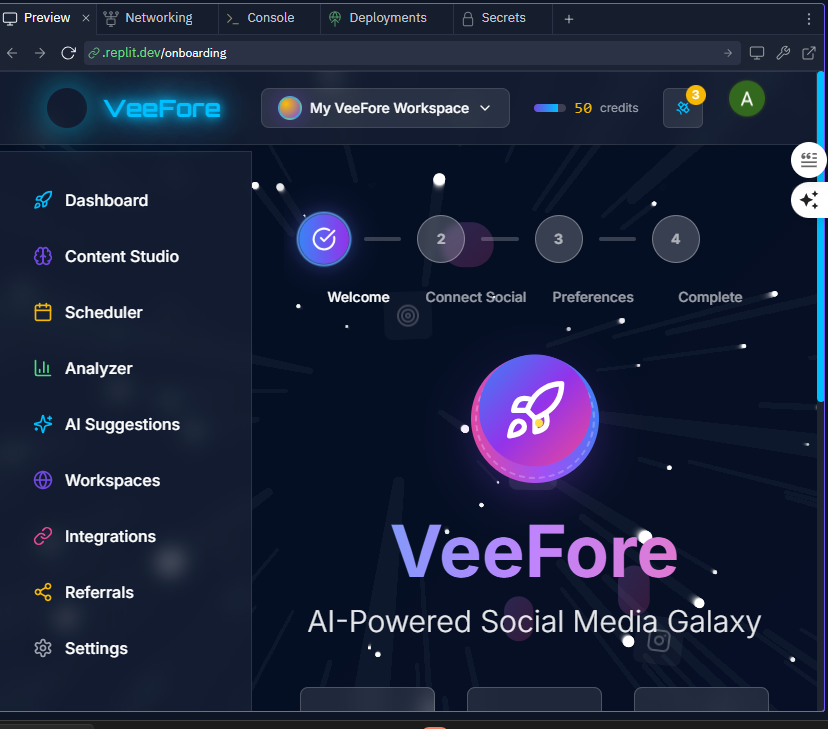 Preview
Networking
Console
Deployments
Secrets
.replit.dev/onboarding
VeeFore
My VeeFore Workspace
50 credits
3
A
Dashboard
Content Studio
Scheduler
Analyzer
AI Suggestions
Workspaces
Integrations
Referrals
Settings
2
3
4
Welcome
Connect Social
Preferences
Complete
VeeFore
AI-Powered Social Media Galaxy